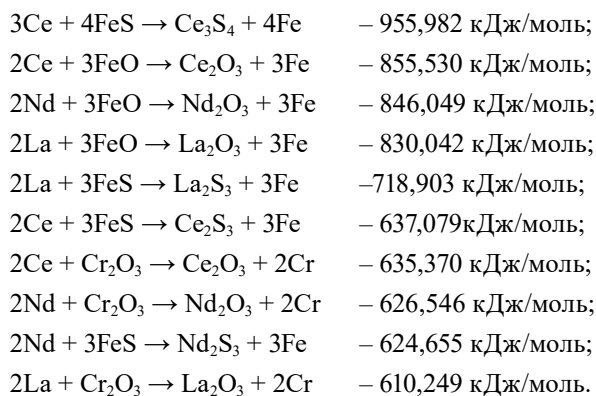 3Ce + 4FeS → Ce₃S₄ + 4Fe – 955,982 кДж/моль;
2Ce + 3FeO → Ce₂O₃ + 3Fe – 855,530 кДж/моль;
2Nd + 3FeO → Nd₂O₃ + 3Fe – 846,049 кДж/моль;
2La + 3FeO → La₂O₃ + 3Fe – 830,042 кДж/моль;
2La + 3FeS → La₂S₃ + 3Fe –718,903 кДж/моль;
2Ce + 3FeS → Ce₂S₃ + 3Fe – 637,079кДж/моль;
2Ce + Cr₂O₃ → Ce₂O₃ + 2Cr – 635,370 кДж/моль;
2Nd + Cr₂O₃ → Nd₂O₃ + 2Cr – 626,546 кДж/моль;
2Nd + 3FeS → Nd₂S₃ + 3Fe – 624,655 кДж/моль;
2La + Cr₂O₃ → La₂O₃ + 2Cr – 610,249 кДж/моль.